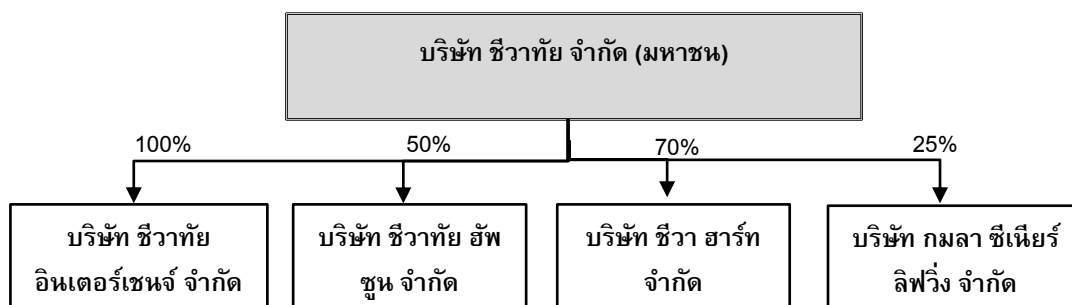 บริษัท ชีวาทัย จำกัด (มหาชน)
100%
50%
70%
25%
บริษัท ชีวาทัย
อินเตอร์เชนจ์ จำกัด
บริษัท ชีวาทัย ฮัพ
ซูน จำกัด
บริษัท ชีวา ฮาร์ท
จำกัด
บริษัท กมลา ซีเนียร์
ลิฟวิ่ง จำกัด